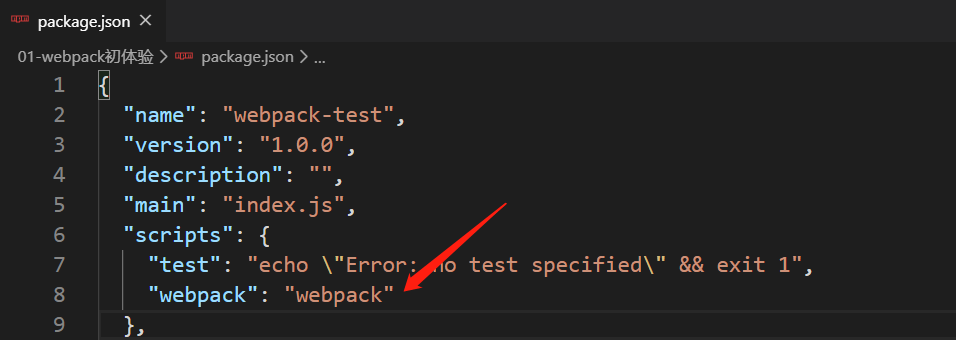 package.json
01-webpack初体验 > package.json > ...
1 {
2 "name": "webpack-test",
3 "version": "1.0.0",
4 "description": "",
5 "main": "index.js",
6 "scripts": {
7 "test": "echo \"Error: no test specified\" && exit 1",
8 "webpack": "webpack"
9 },